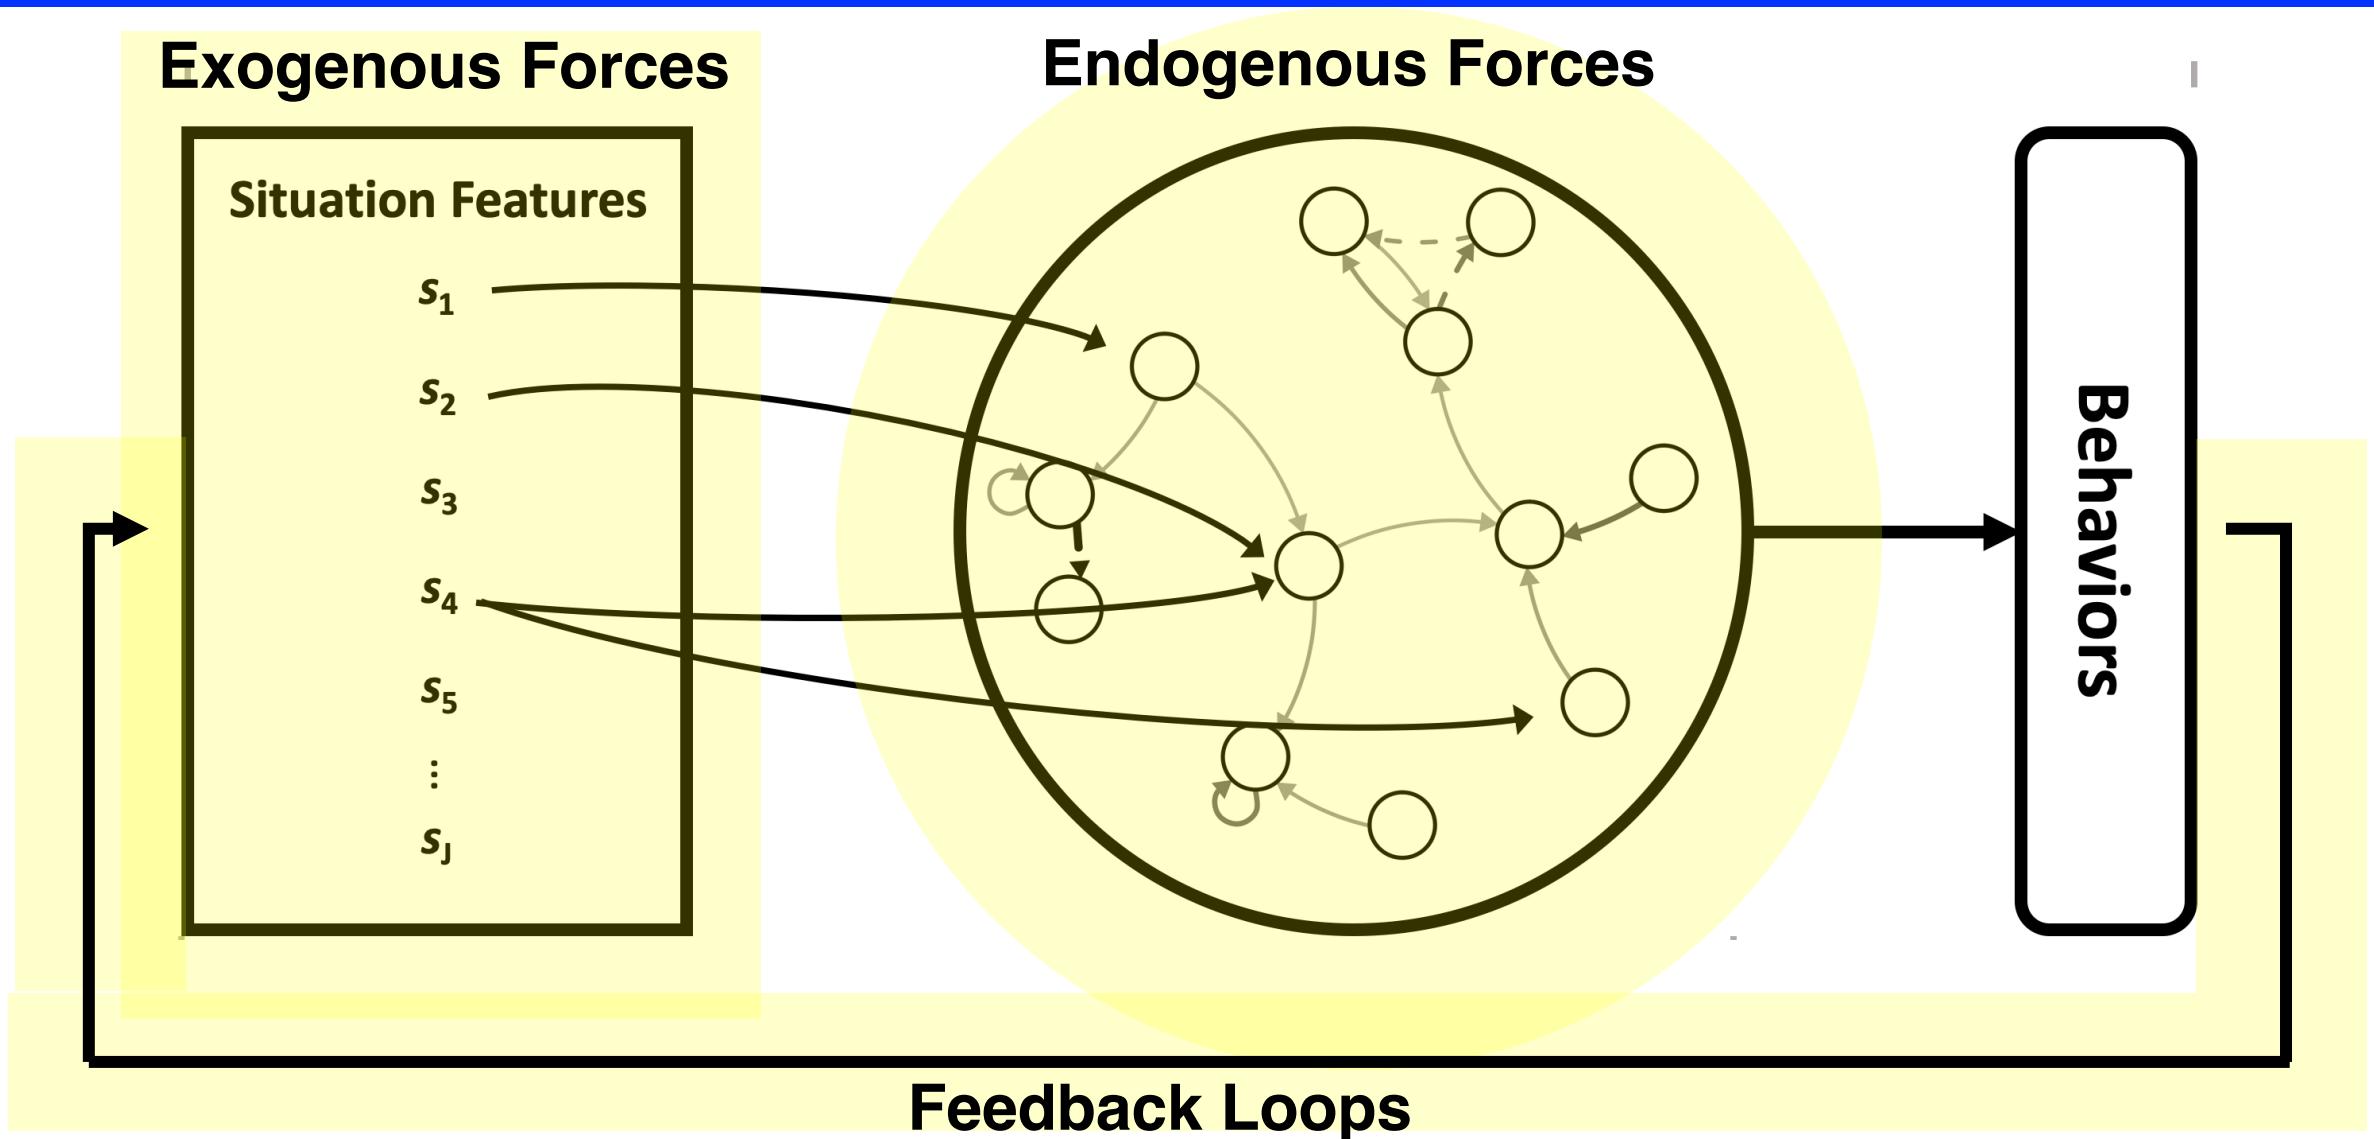 Exogenous Forces
Endogenous Forces
Situation Features
s1
s2
s3
s4
s5
⋮
sJ
Behaviors
Feedback Loops